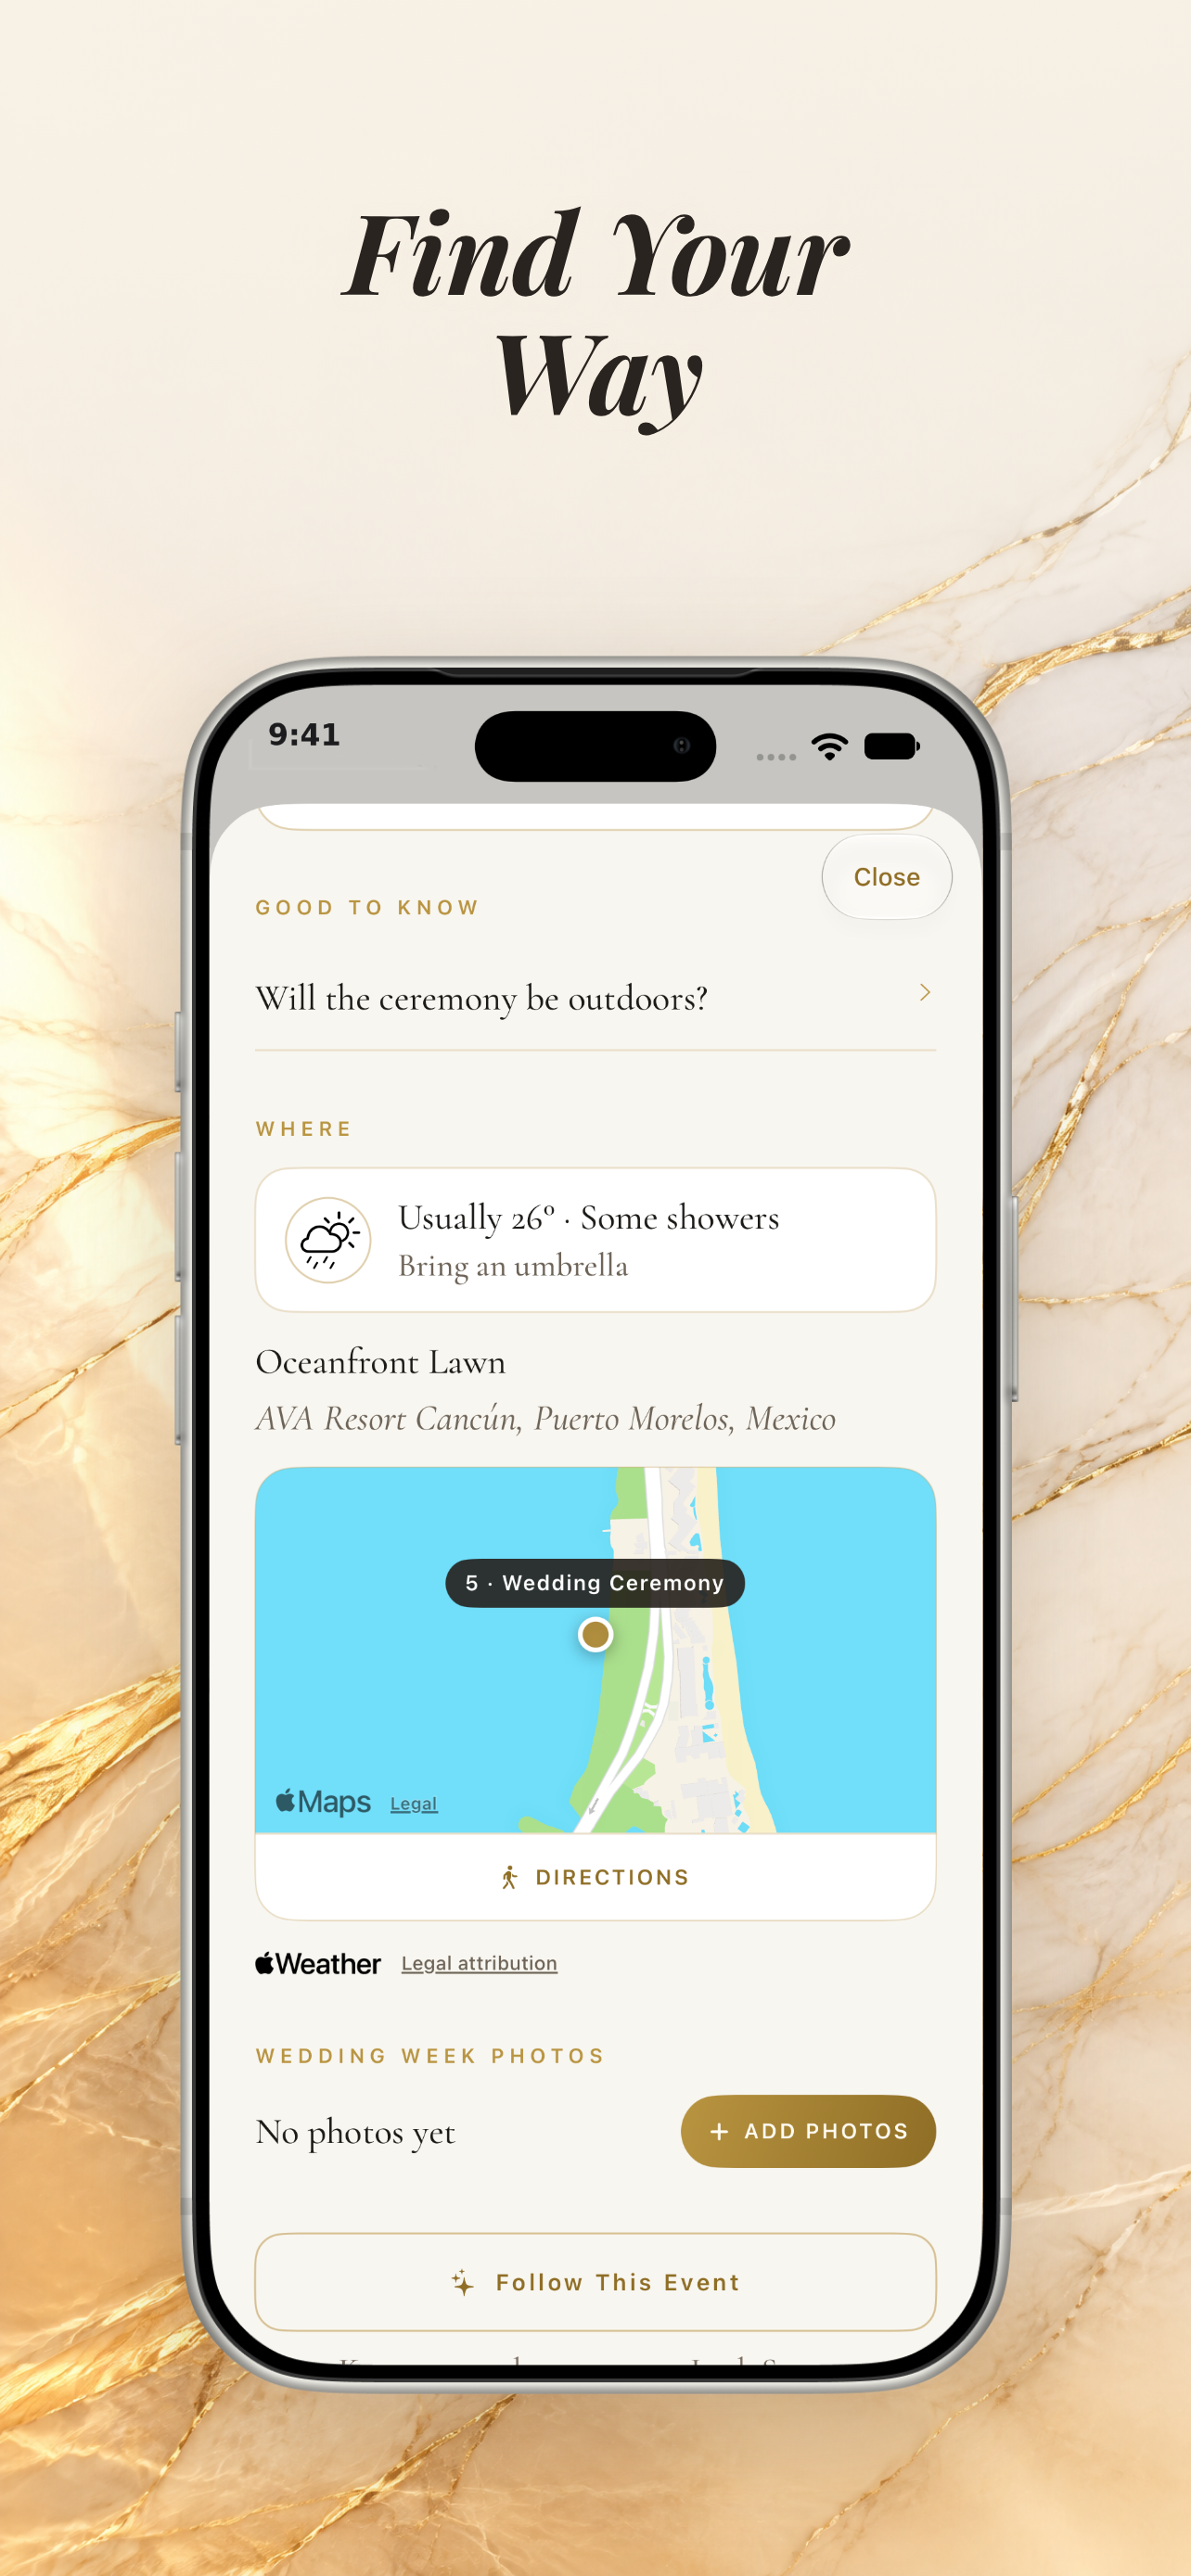 Find Your
Way
9:41
Close
GOOD TO KNOW
Will the ceremony be outdoors?
WHERE
Usually 26° · Some showers
Bring an umbrella
Oceanfront Lawn
AVA Resort Cancún, Puerto Morelos, Mexico
5 · Wedding Ceremony
Maps Legal
DIRECTIONS
Weather Legal attribution
WEDDING WEEK PHOTOS
No photos yet
+ ADD PHOTOS
Follow This Event